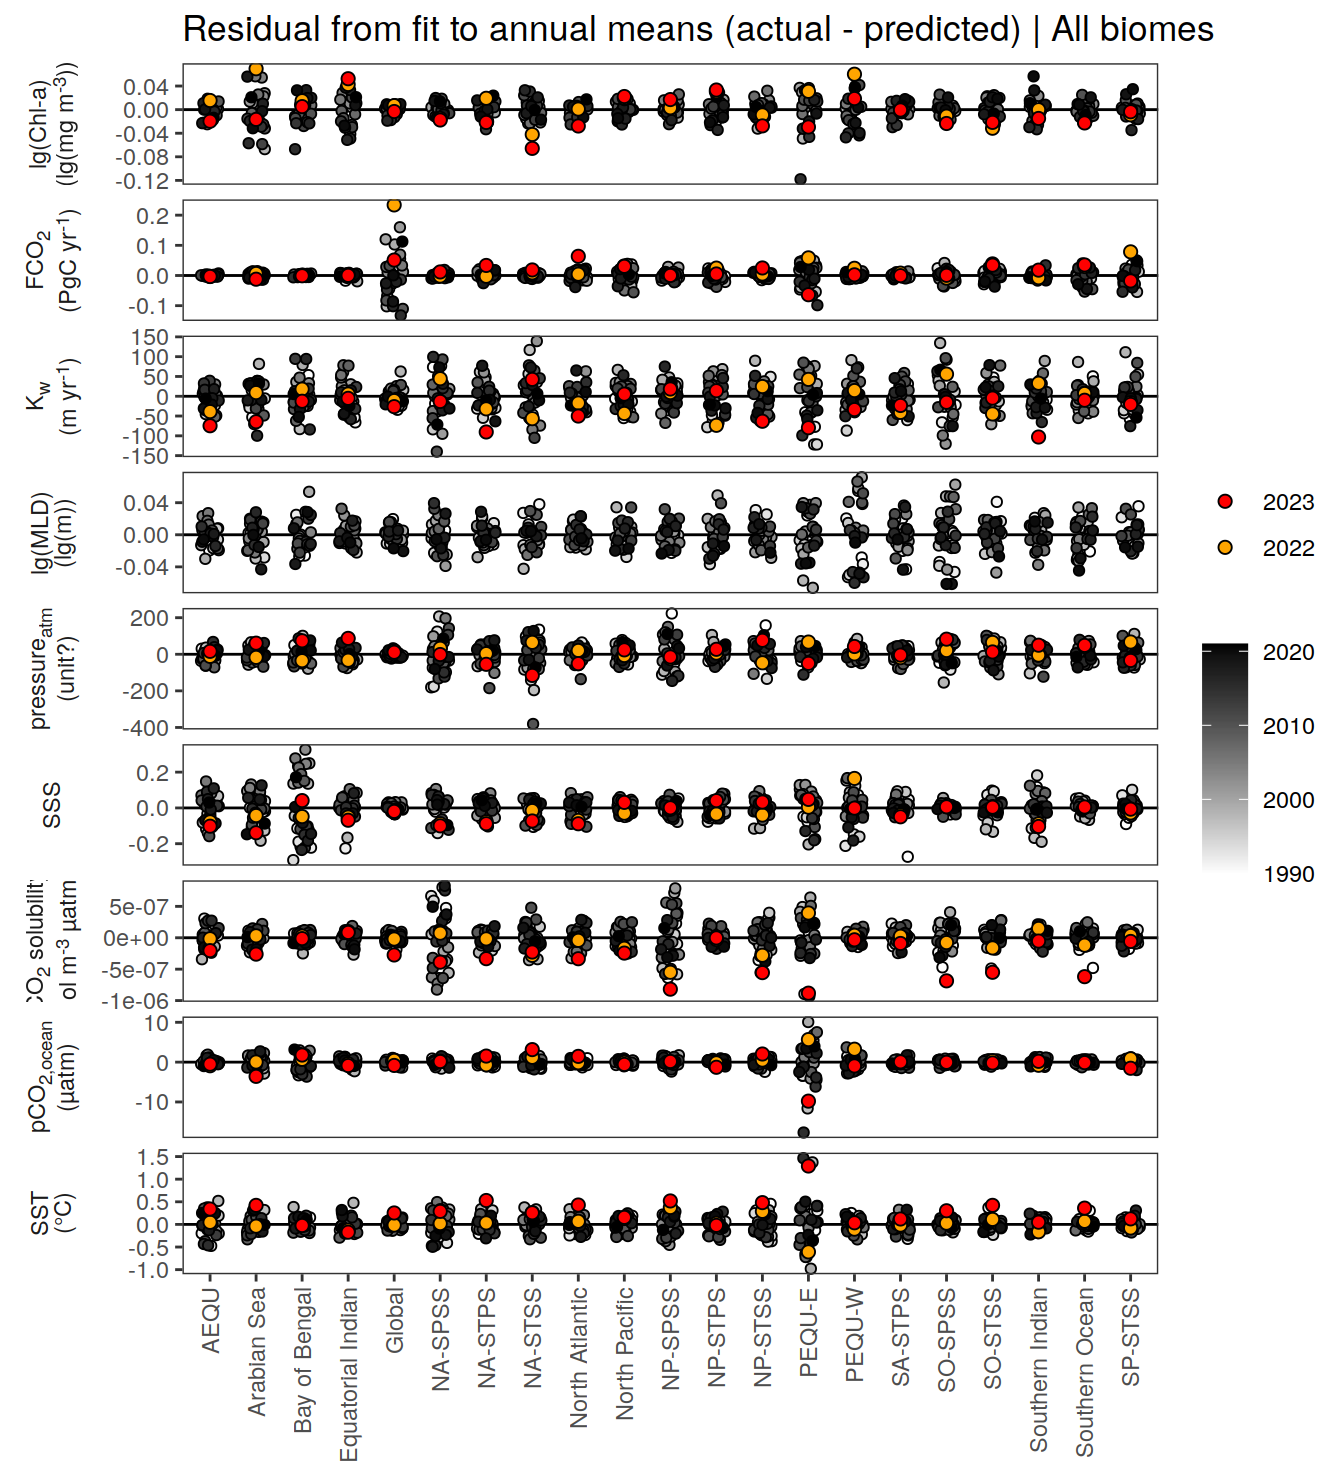 Residual from fit to annual means (actual - predicted) | All biomes
lg(Chl-a)
(lg(mg m⁻³))
0.04
0.00
-0.04
-0.08
-0.12
FCO₂
(PgC yr⁻¹)
0.2
0.1
0.0
-0.1
K_w
(m yr⁻¹)
150
100
50
0
-50
-100
-150
lg(MLD)
(lg(m))
0.04
0.00
-0.04
pressure_atm
(unit?)
200
0
-200
-400
SSS
0.2
0.0
-0.2
CO₂ solubility
ol m⁻³ µatm
5e-07
0e+00
-5e-07
-1e-06
pCO₂,ocean
(µatm)
10
0
-10
SST
(°C)
1.5
1.0
0.5
0.0
-0.5
-1.0
AEQU
Arabian Sea
Bay of Bengal
Equatorial Indian
Global
NA-SPSS
NA-STPS
NA-STSS
North Atlantic
North Pacific
NP-SPSS
NP-STPS
NP-STSS
PEQU-E
PEQU-W
SA-STPS
SO-SPSS
SO-STSS
Southern Indian
Southern Ocean
SP-STSS
2023
2022
2020
2010
2000
1990